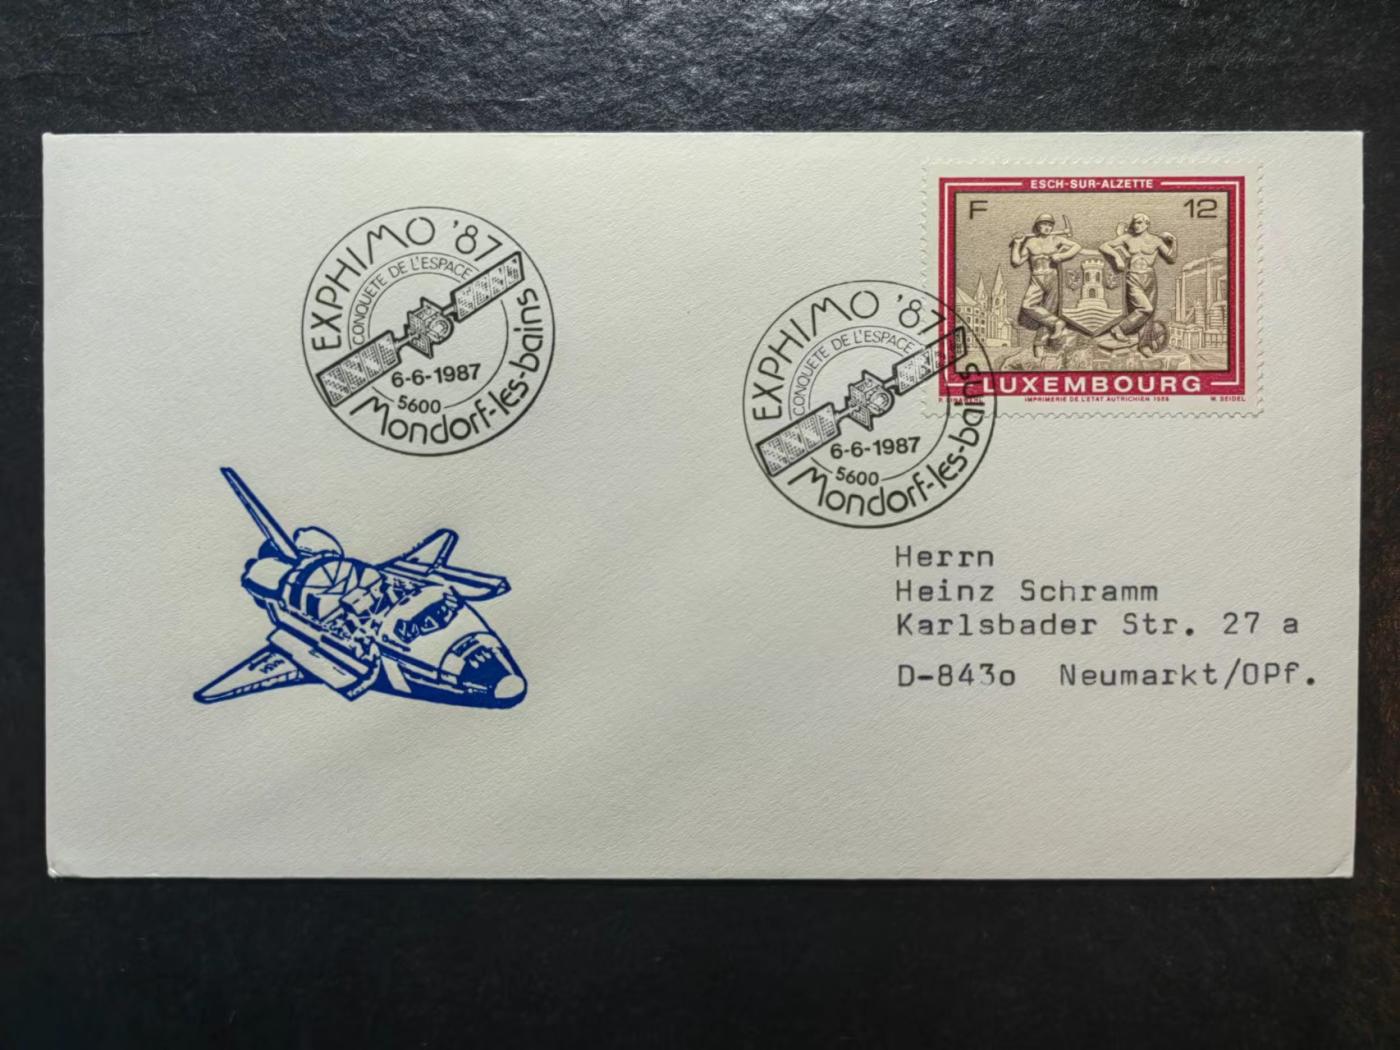 EXPHIMO '87
CONQUETE DE L'ESPACE
6-6-1987
5600
Mondorf-les-bains
EXPHIMO '87
CONQUETE DE L'ESPACE
6-6-1987
5600
Mondorf-les-bains
ESCH-SUR-ALZETTE
F 12
LUXEMBOURG
IMPRIMERIE DE L'ETAT AUTRICHIEN 1986
W. SEIDEL
Herrn
Heinz Schramm
Karlsbader Str. 27 a
D-843o Neumarkt/OPf.